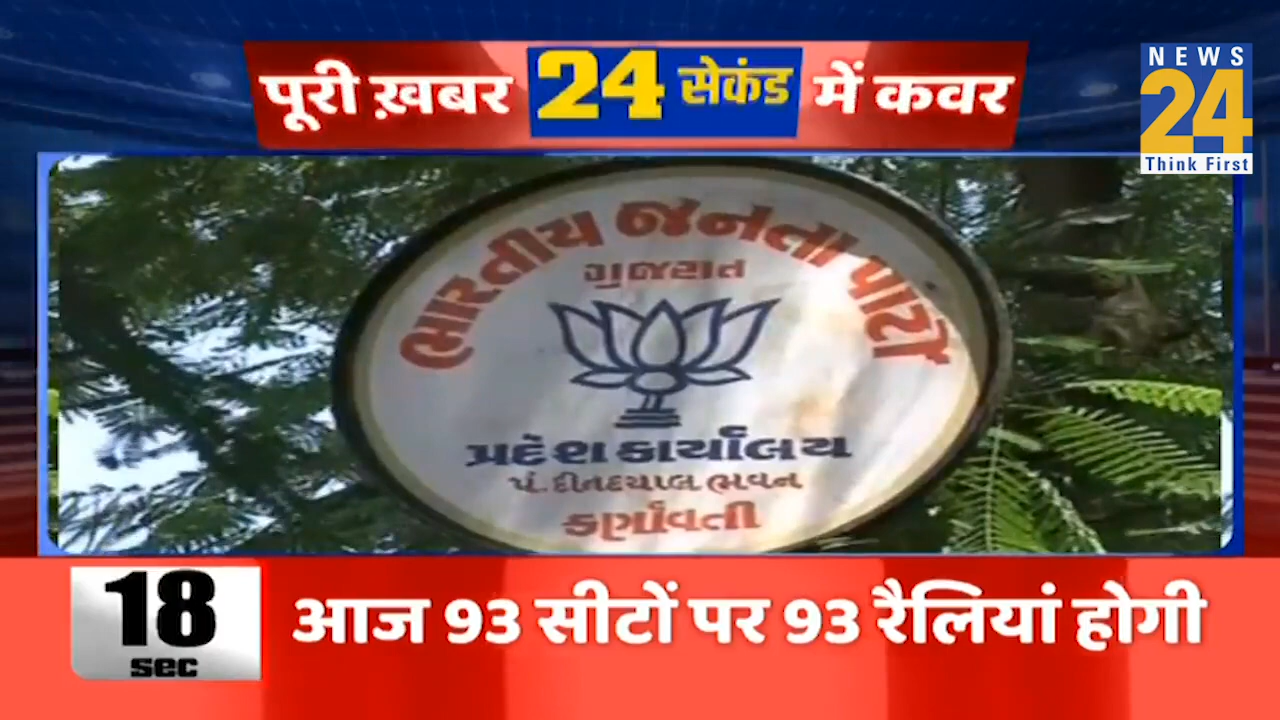 पूरी ख़बर 24 सेकंड में कवर
NEWS
24
Think First
ભારતીય જનતા પાર્ટી
ગુજરાત
પ્રદેશ કાર્યાલય
પં. દીનદયાલ ભવન
કર્ણાવતી
18
sec
आज 93 सीटों पर 93 रैलियां होगी